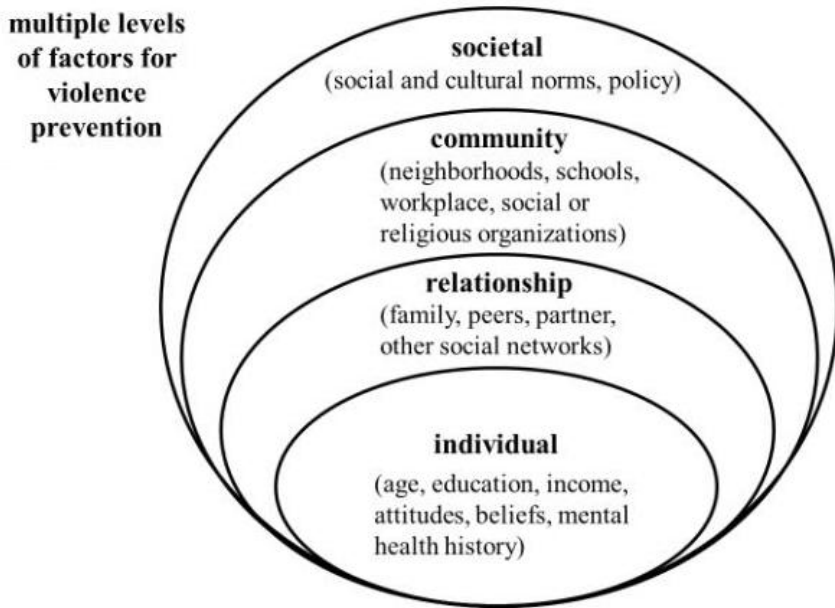 multiple levels
of factors for
violence
prevention
societal
(social and cultural norms, policy)
community
(neighborhoods, schools,
workplace, social or
religious organizations)
relationship
(family, peers, partner,
other social networks)
individual
(age, education, income,
attitudes, beliefs, mental
health history)